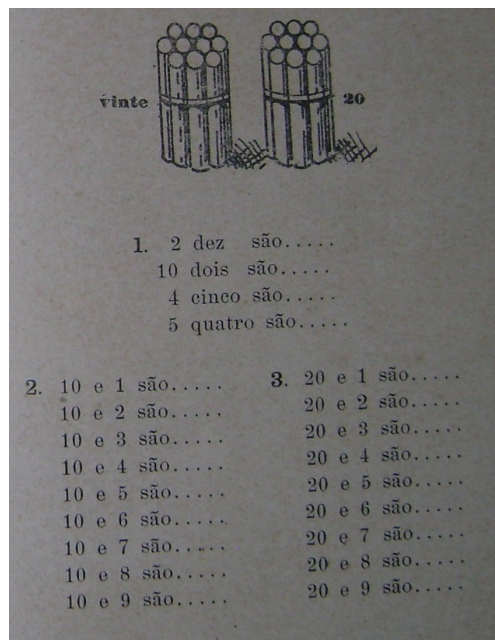 vinte 20
1. 2 dez são.....
10 dois são.....
4 cinco são.....
5 quatro são.....
2. 10 e 1 são.....
10 e 2 são.....
10 e 3 são.....
10 e 4 são.....
10 e 5 são.....
10 e 6 são.....
10 e 7 são.....
10 e 8 são.....
10 e 9 são.....
3. 20 e 1 são.....
20 e 2 são.....
20 e 3 são.....
20 e 4 são.....
20 e 5 são.....
20 e 6 são.....
20 e 7 são.....
20 e 8 são.....
20 e 9 são.....